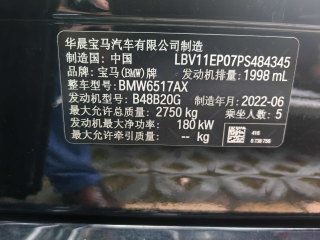 华晨宝马汽车有限公司制造
制造国: 中国 LBV11EP07PS484345
品牌: 宝马(BMW)牌 发动机排量: 1998 mL
整车型号: BMW6517AX
发动机型号: B48B20G 制造年月: 2022-06
最大允许总质量: 2750 kg 乘坐人数: 5
发动机最大净功率: 180 kW
最大允许牵引质量: -- kg